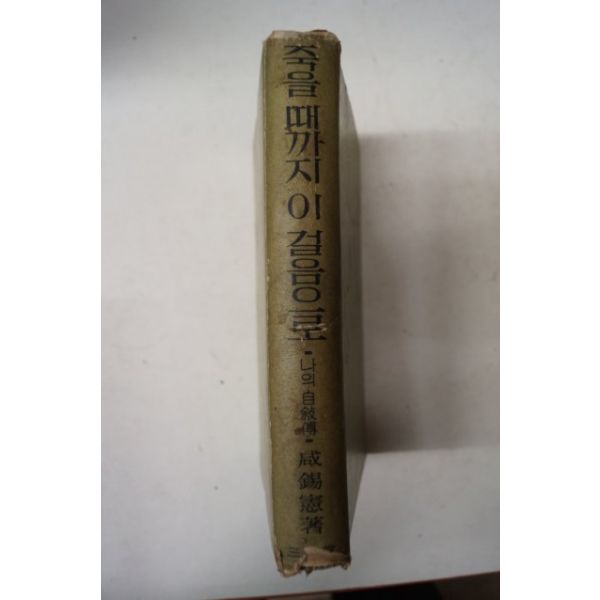 죽을 때까지 이 걸음으로
-나의 自敍傳-
咸錫憲 著